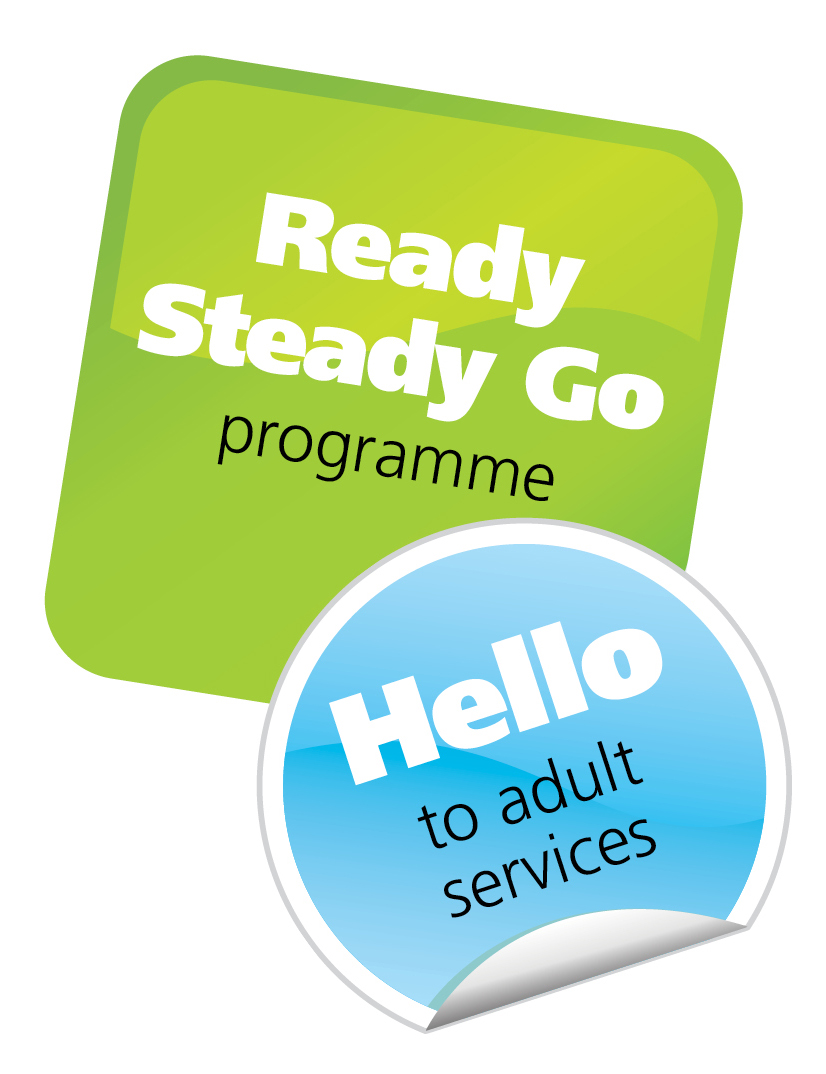 Ready
Steady Go
programme
Hello
to adult
services